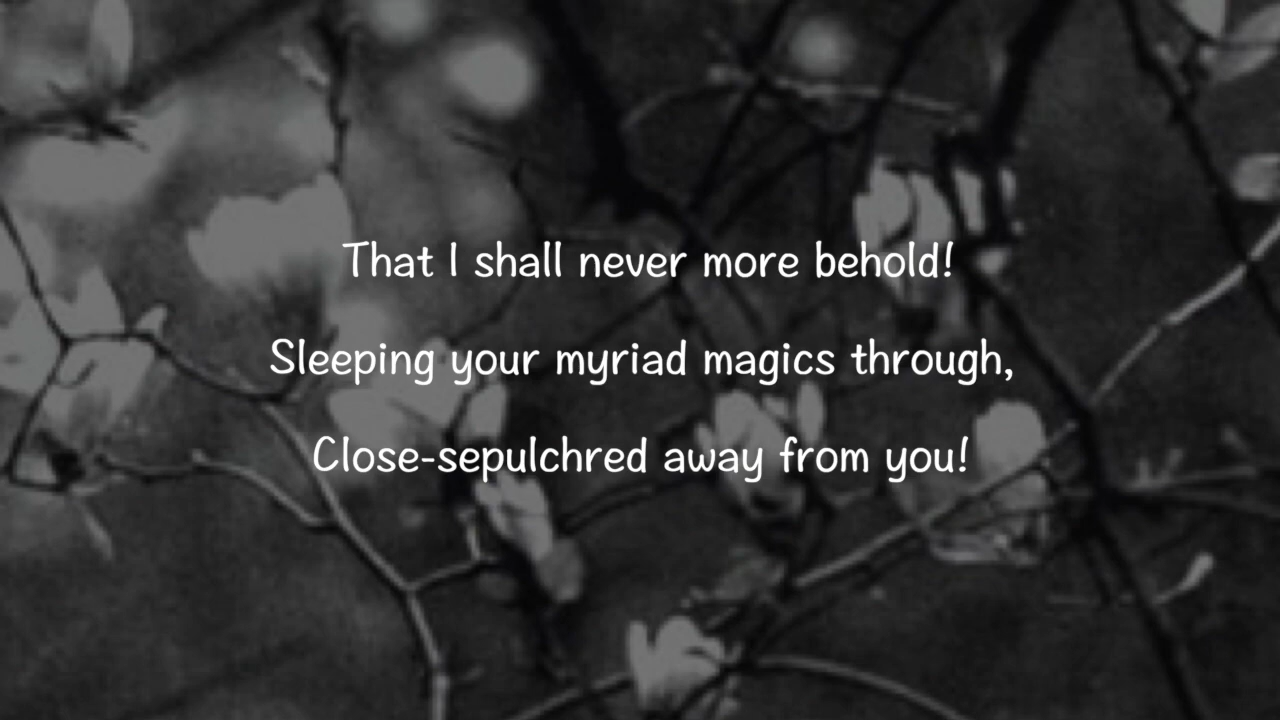 That I shall never more behold!
Sleeping your myriad magics through,
Close-sepulchred away from you!